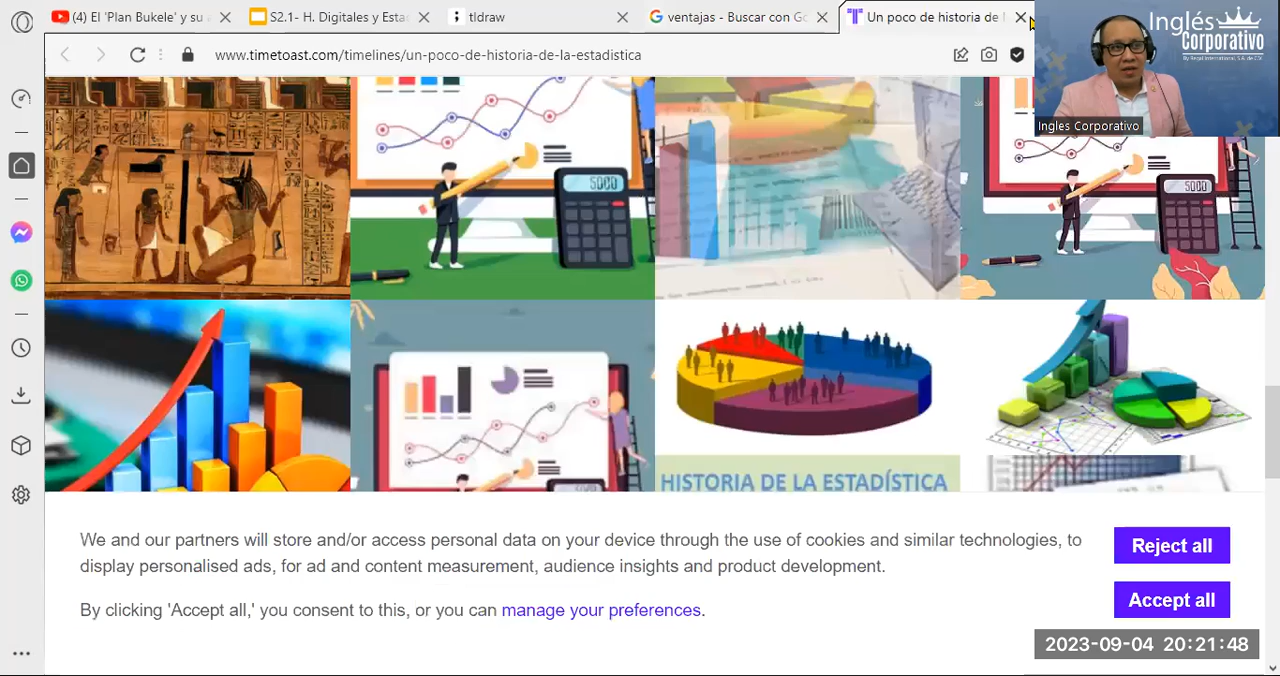 (4) El 'Plan Bukele' y su
S2.1- H. Digitales y Esta
tldraw
ventajas - Buscar con Go
Un poco de historia de
www.timetoast.com/timelines/un-poco-de-historia-de-la-estadistica
Inglés
Corporativo
By Regal International, S.A. de C.V.
Ingles Corporativo
5000
5000
HISTORIA DE LA ESTADÍSTICA
We and our partners will store and/or access personal data on your device through the use of cookies and similar technologies, to
display personalised ads, for ad and content measurement, audience insights and product development.
Reject all
By clicking 'Accept all,' you consent to this, or you can manage your preferences.
Accept all
2023-09-04 20:21:48